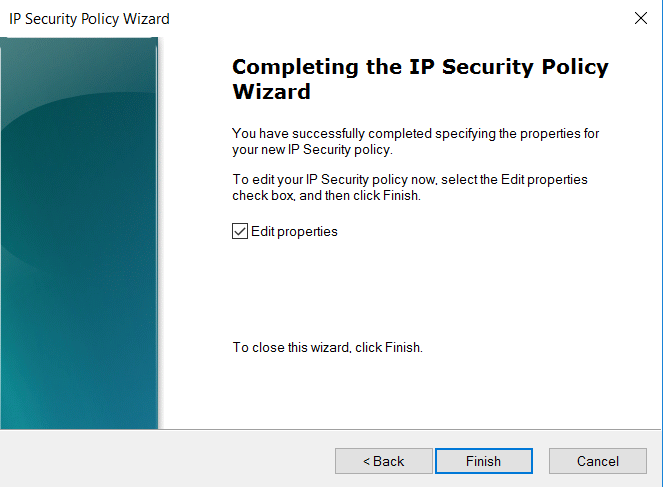 IP Security Policy Wizard
Completing the IP Security Policy
Wizard
You have successfully completed specifying the properties for
your new IP Security policy.
To edit your IP Security policy now, select the Edit properties
check box, and then click Finish.
Edit properties
To close this wizard, click Finish.
< Back
Finish
Cancel